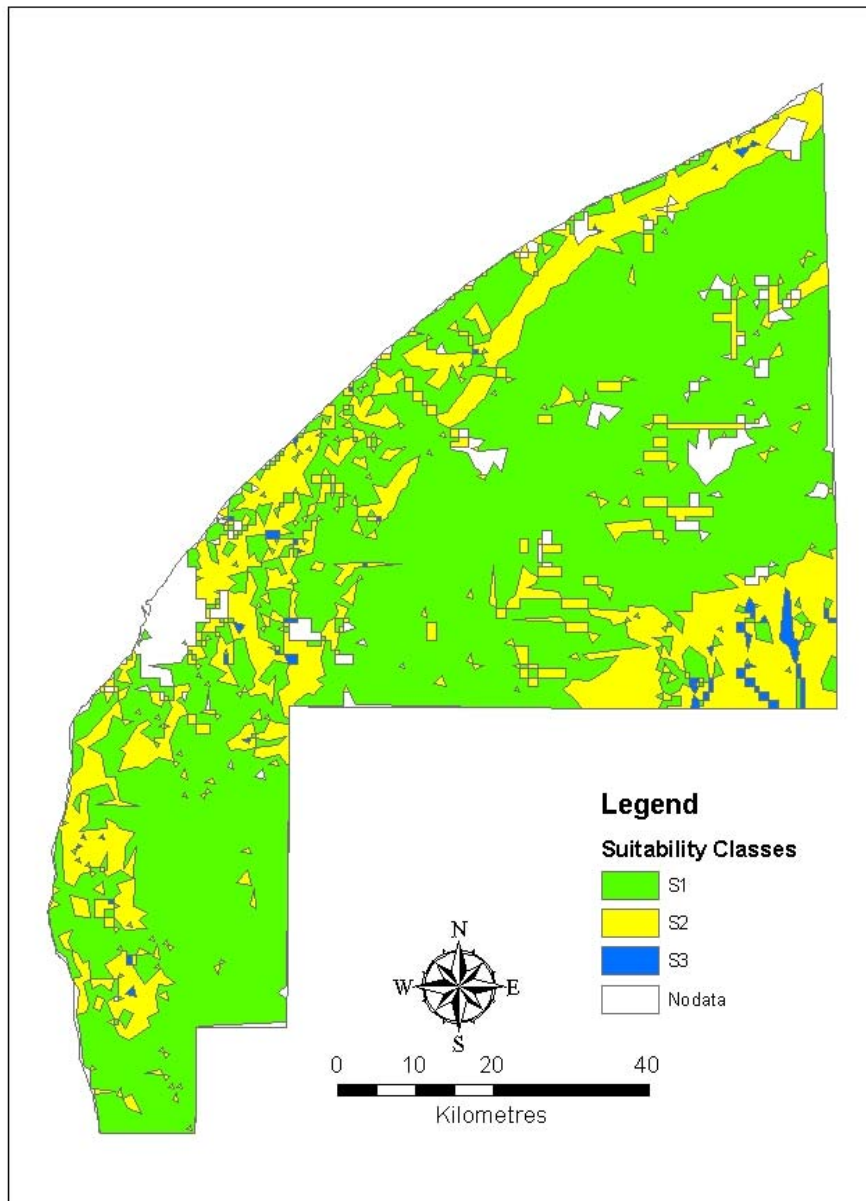 Legend
Suitability Classes
S1
S2
S3
Nodata
N
W E
S
0 10 20 40
Kilometres